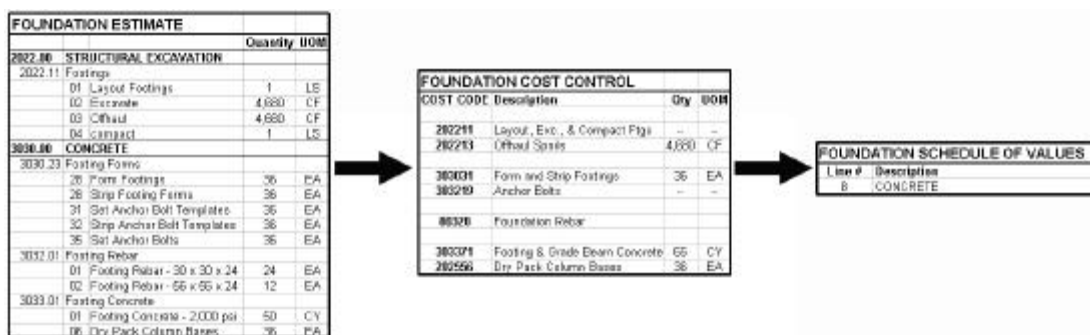 FOUNDATION ESTIMATE
Quantity UOM
2022.00 STRUCTURAL EXCAVATION
2022.11 Footings
01 Layout Footings 1 LS
02 Excavate 4,680 CF
03 Offhaul 4,680 CF
04 compact 1 LS
3030.00 CONCRETE
3030.23 Footing Forms
28 Form Footings 36 EA
28 Strip Footing Forms 36 EA
31 Set Anchor Bolt Templates 36 EA
32 Strip Anchor Bolt Templates 36 EA
35 Set Anchor Bolts 36 EA
3032.01 Footing Rebar
01 Footing Rebar - 30 x 30 x 24 24 EA
02 Footing Rebar - 56 x 56 x 24 12 EA
3033.01 Footing Concrete
01 Footing Concrete - 2,000 psi 50 CY
06 Dry Pack Column Bases 36 EA
FOUNDATION COST CONTROL
COST CODE Description Qty UOM
202211 Layout, Exc., & Compact Ftgs -- --
202213 Offhaul Spoils 4,680 CF
303031 Form and Strip Footings 36 EA
303219 Anchor Bolts -- --
80320 Foundation Rebar
303371 Footing & Grade Beam Concrete 66 CY
202556 Dry Pack Column Bases 36 EA
FOUNDATION SCHEDULE OF VALUES
Line # Description
8 CONCRETE